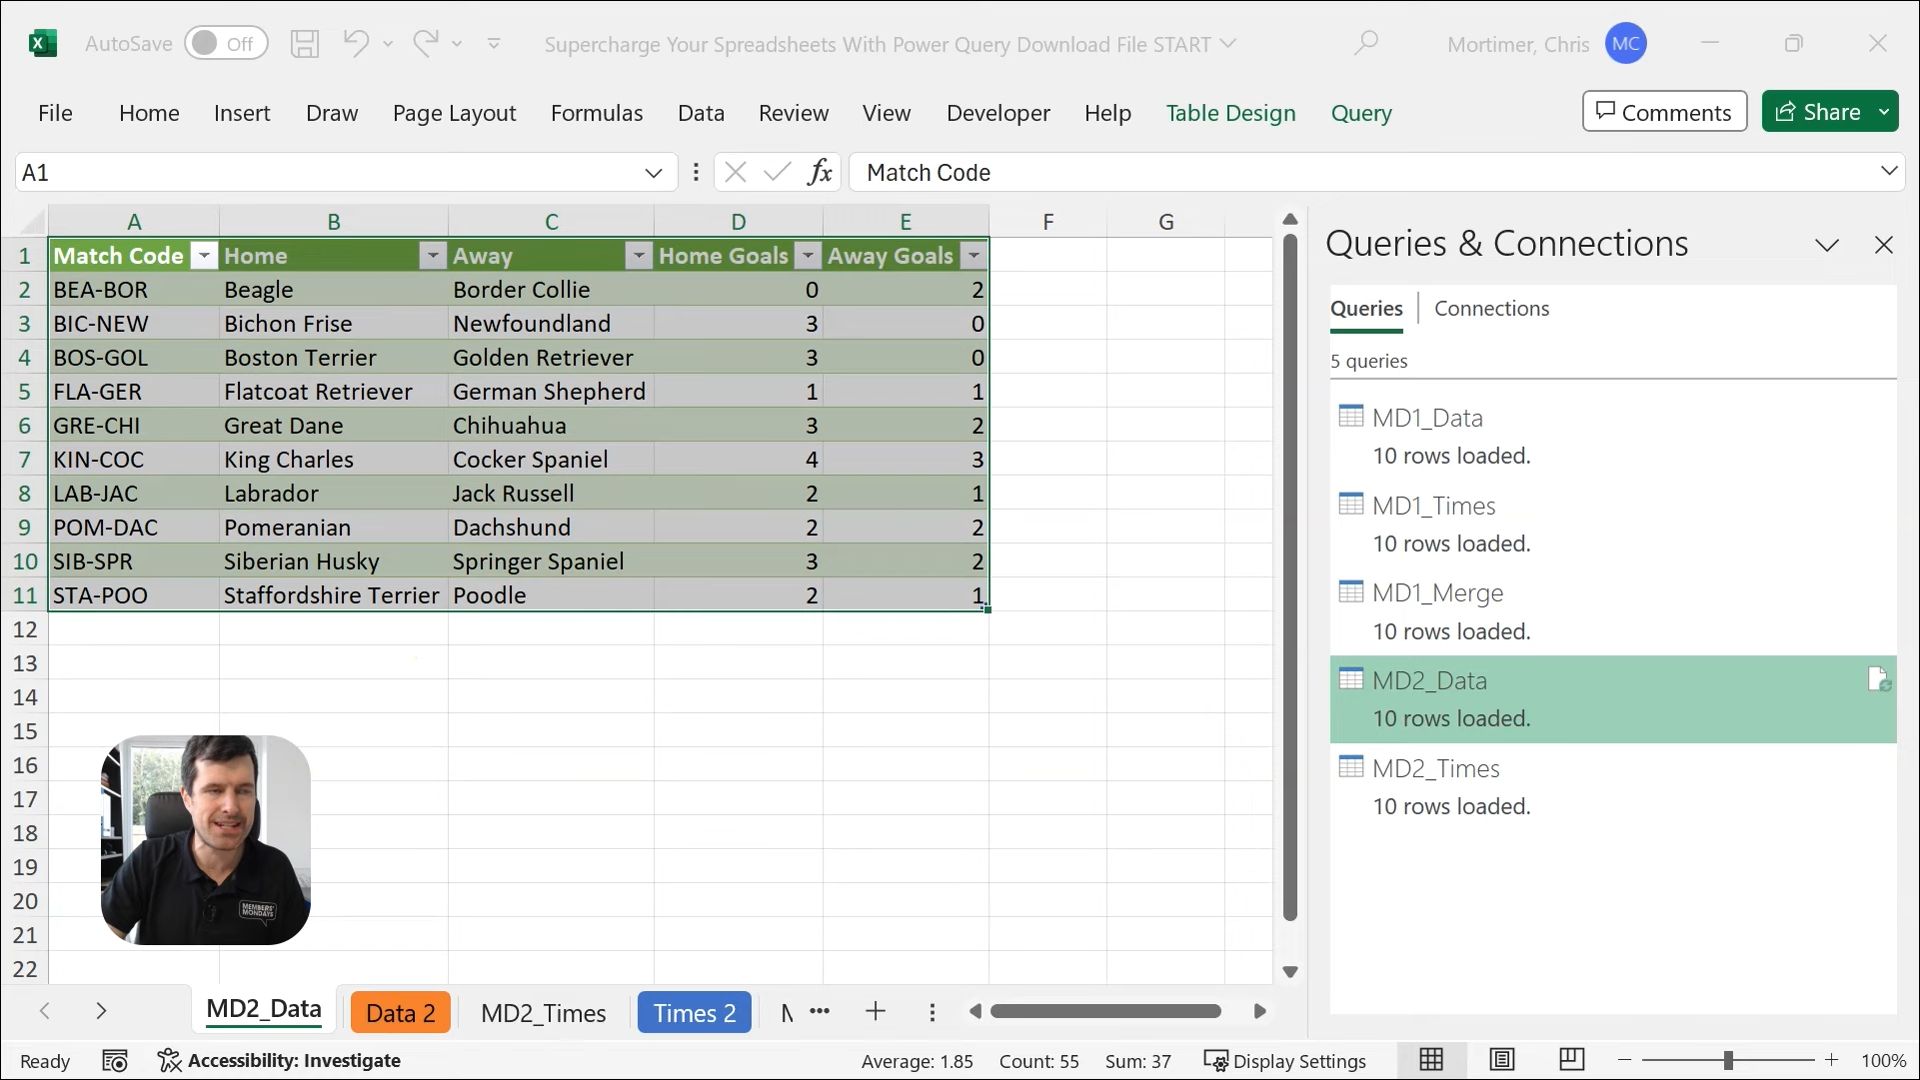 AutoSave Off Supercharge Your Spreadsheets With Power Query Download File START Mortimer, Chris MC
File Home Insert Draw Page Layout Formulas Data Review View Developer Help Table Design Query Comments Share
A1 fx Match Code
A B C D E F G
1 Match Code Home Away Home Goals Away Goals
2 BEA-BOR Beagle Border Collie 0 2
3 BIC-NEW Bichon Frise Newfoundland 3 0
4 BOS-GOL Boston Terrier Golden Retriever 3 0
5 FLA-GER Flatcoat Retriever German Shepherd 1 1
6 GRE-CHI Great Dane Chihuahua 3 2
7 KIN-COC King Charles Cocker Spaniel 4 3
8 LAB-JAC Labrador Jack Russell 2 1
9 POM-DAC Pomeranian Dachshund 2 2
10 SIB-SPR Siberian Husky Springer Spaniel 3 2
11 STA-POO Staffordshire Terrier Poodle 2 1
12
13
14
15
16
17
18
19
20
21
22
MEMBERS'
MONDAYS
Queries & Connections
Queries Connections
5 queries
MD1_Data
10 rows loaded.
MD1_Times
10 rows loaded.
MD1_Merge
10 rows loaded.
MD2_Data
10 rows loaded.
MD2_Times
10 rows loaded.
MD2_Data Data 2 MD2_Times Times 2
Ready Accessibility: Investigate Average: 1.85 Count: 55 Sum: 37 Display Settings 100%